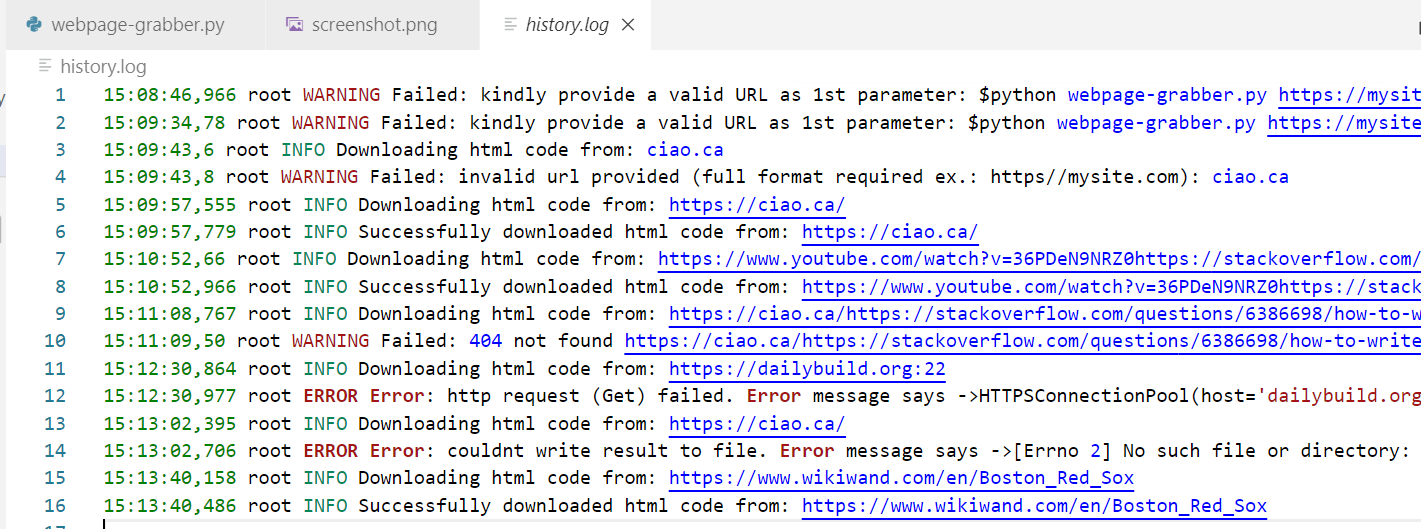 webpage-grabber.py screenshot.png history.log
history.log
1 15:08:46,966 root WARNING Failed: kindly provide a valid URL as 1st parameter: $python webpage-grabber.py https://mysit
2 15:09:34,78 root WARNING Failed: kindly provide a valid URL as 1st parameter: $python webpage-grabber.py https://mysite
3 15:09:43,6 root INFO Downloading html code from: ciao.ca
4 15:09:43,8 root WARNING Failed: invalid url provided (full format required ex.: https//mysite.com): ciao.ca
5 15:09:57,555 root INFO Downloading html code from: https://ciao.ca/
6 15:09:57,779 root INFO Successfully downloaded html code from: https://ciao.ca/
7 15:10:52,66 root INFO Downloading html code from: https://www.youtube.com/watch?v=36PDeN9NRZ0https://stackoverflow.com/
8 15:10:52,966 root INFO Successfully downloaded html code from: https://www.youtube.com/watch?v=36PDeN9NRZ0https://stack
9 15:11:08,767 root INFO Downloading html code from: https://ciao.ca/https://stackoverflow.com/questions/6386698/how-to-w
10 15:11:09,50 root WARNING Failed: 404 not found https://ciao.ca/https://stackoverflow.com/questions/6386698/how-to-write
11 15:12:30,864 root INFO Downloading html code from: https://dailybuild.org:22
12 15:12:30,977 root ERROR Error: http request (Get) failed. Error message says ->HTTPSConnectionPool(host='dailybuild.org
13 15:13:02,395 root INFO Downloading html code from: https://ciao.ca/
14 15:13:02,706 root ERROR Error: couldnt write result to file. Error message says ->[Errno 2] No such file or directory:
15 15:13:40,158 root INFO Downloading html code from: https://www.wikiwand.com/en/Boston_Red_Sox
16 15:13:40,486 root INFO Successfully downloaded html code from: https://www.wikiwand.com/en/Boston_Red_Sox